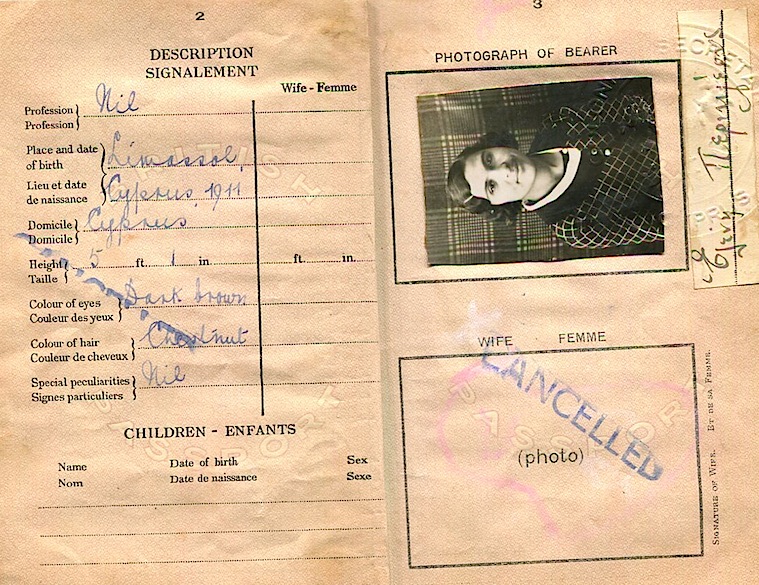 2
DESCRIPTION
SIGNALEMENT
Wife - Femme
Profession } Nil
Profession
Place and date
of birth } Limassol,
Lieu et date
de naissance } Cyprus, 1911
Domicile } Cyprus
Domicile
Height } 5 ft. 1 in. ft. in.
Taille
Colour of eyes } Dark brown
Couleur des yeux
Colour of hair } Chestnut
Couleur de cheveux
Special peculiarities } Nil
Signes particuliers
CHILDREN - ENFANTS
Name Date of birth Sex
Nom Date de naissance Sexe
3
PHOTOGRAPH OF BEARER
WIFE FEMME
CANCELLED
(photo)
SIGNATURE OF WIFE. ET DE SA FEMME.
PASSPORT